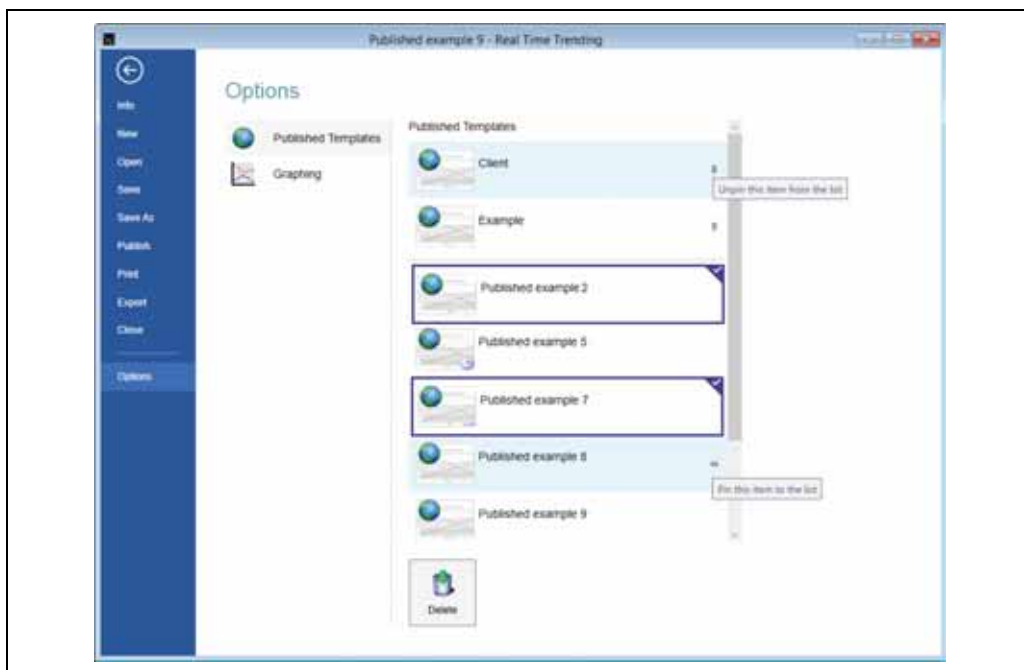 Published example 9 - Real Time Trending
Info
New
Open
Save
Save As
Publish
Print
Export
Close
Options
Options
Published Templates
Graphing
Published Templates
Client
Unpin this item from the list
Example
Published example 2
Published example 5
Published example 7
Published example 8
Pin this item to the list
Published example 9
Delete